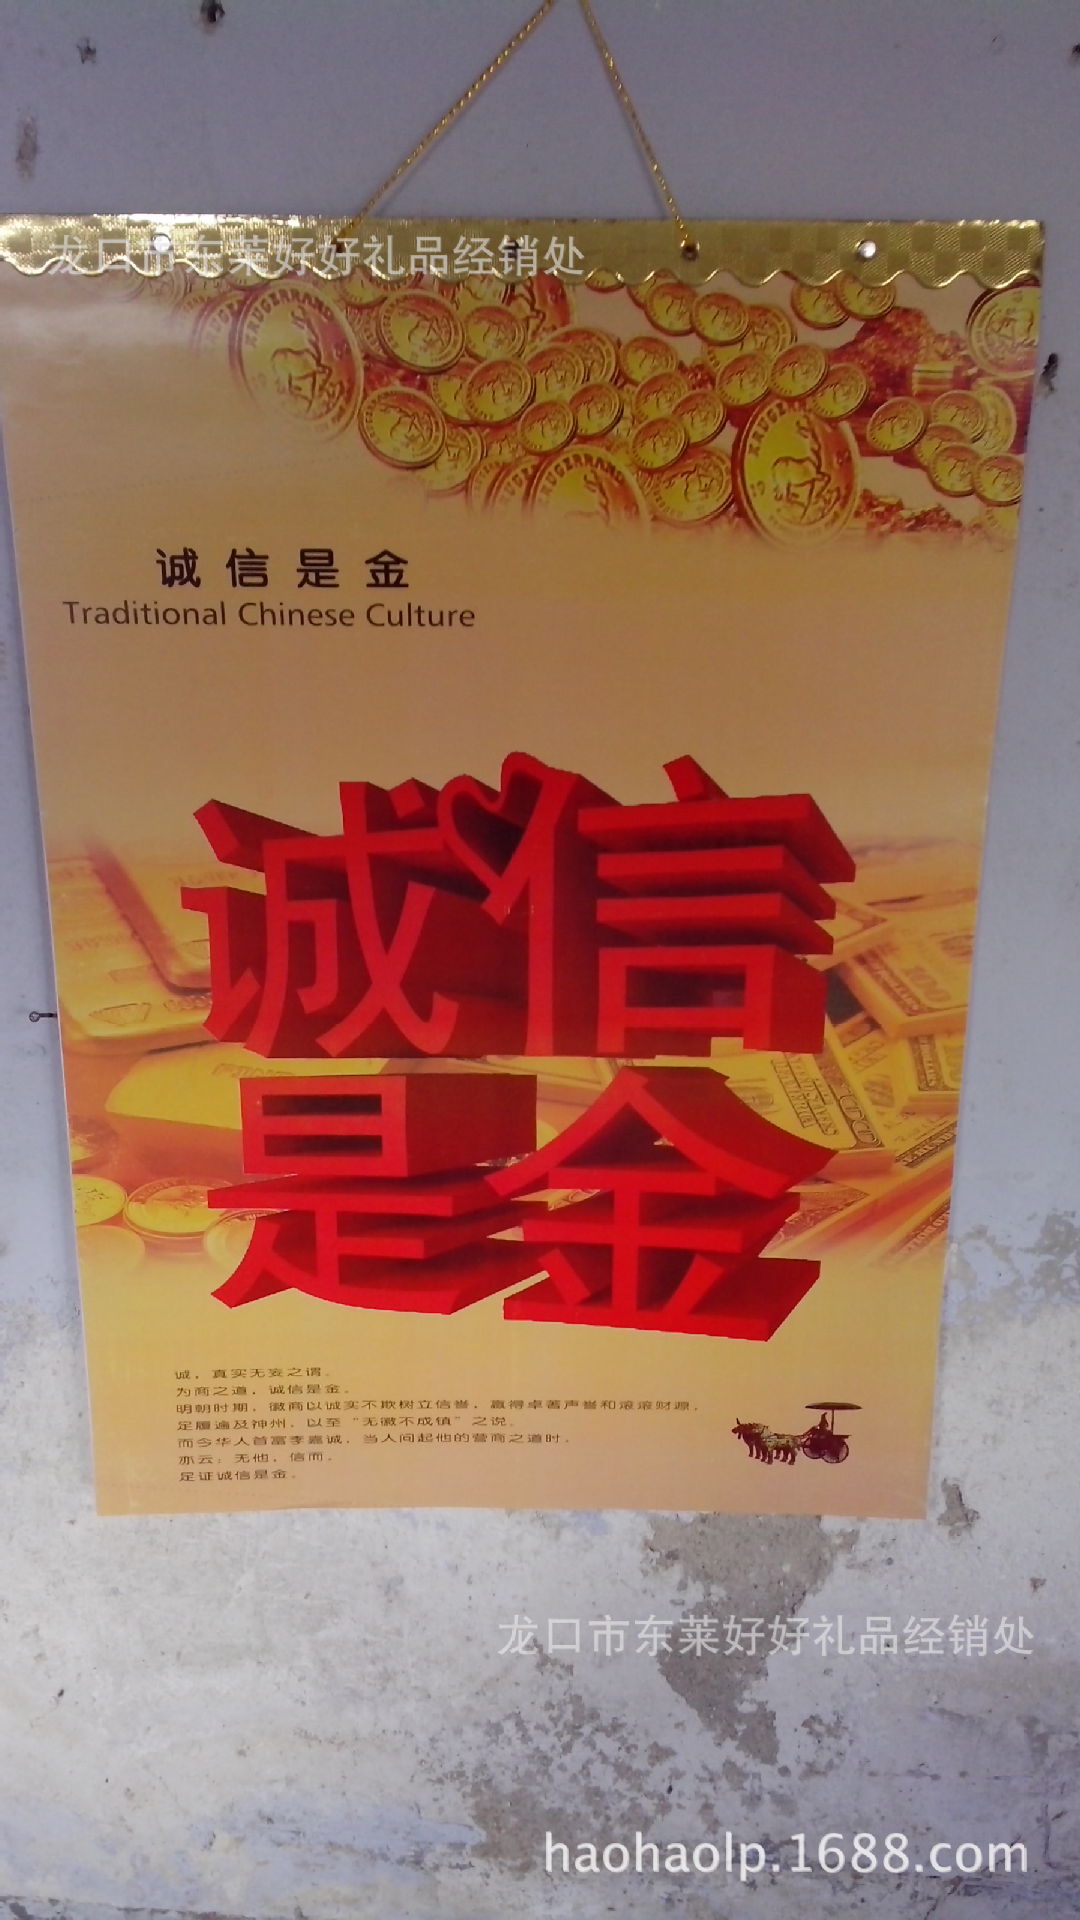 龙口市东莱好好礼品经销处
KRUGERRAND
诚信是金
Traditional Chinese Culture
诚信
是金
诚，真实无妄之谓。
为商之道，诚信是金。
明朝时期，徽商以诚实不欺树立信誉，赢得卓著声誉和滚滚财源，
足履遍及神州，以至“无徽不成镇”之说。
而今华人首富李嘉诚，当人问起他的营商之道时，
亦云：无他，信而。
足证诚信是金。
龙口市东莱好好礼品经销处
haohaolp.1688.com